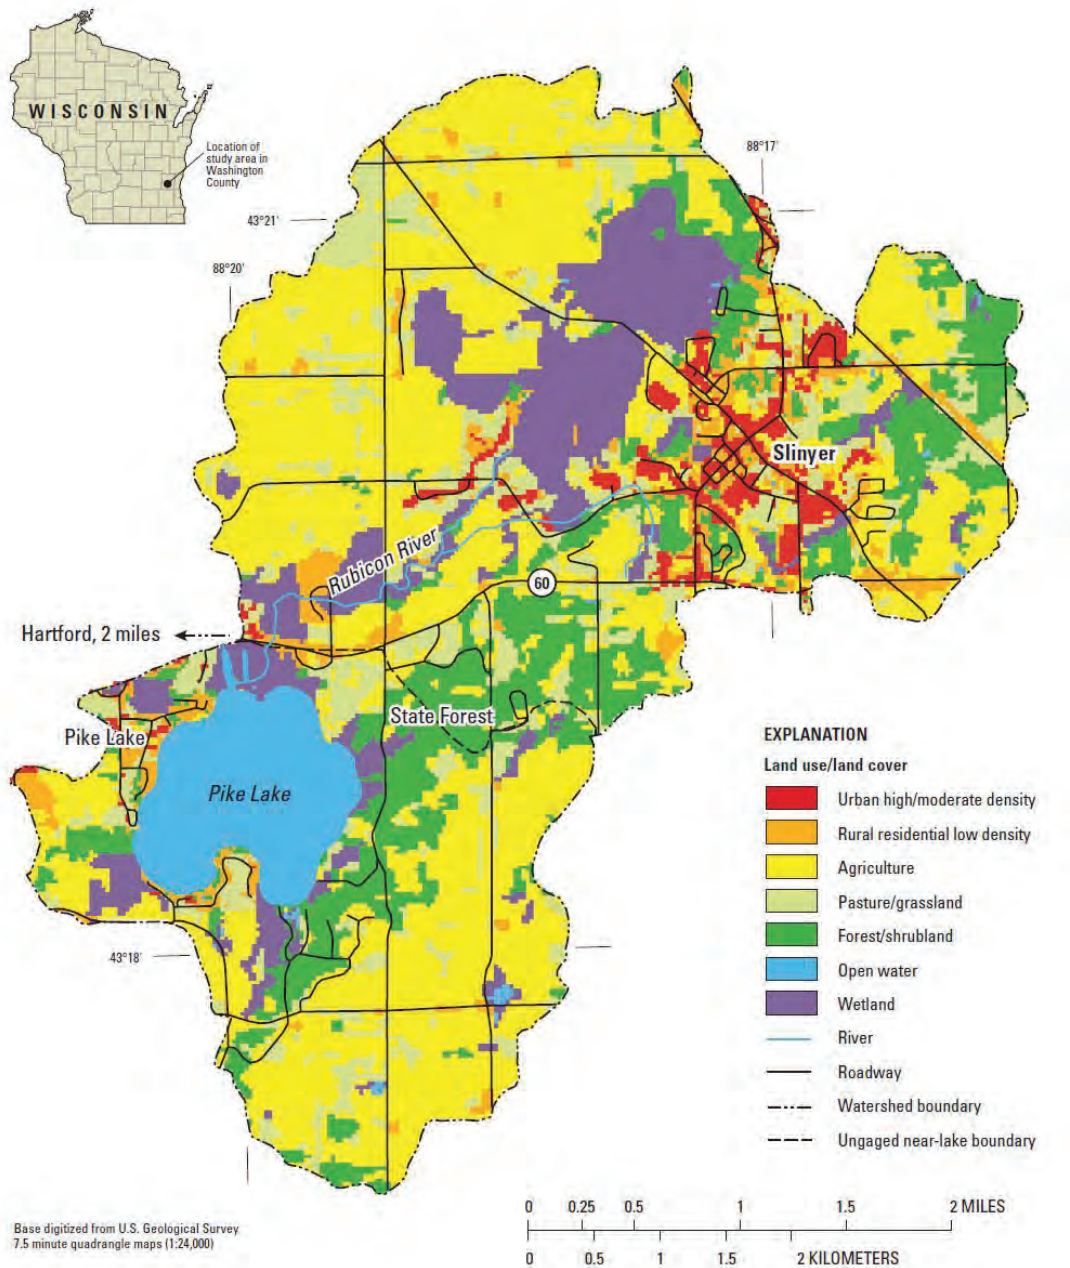 WISCONSIN
Location of
study area in
Washington
County
88°17'
43°21'
88°20'
Slinyer
Rubicon River
60
Hartford, 2 miles
State Forest
Pike Lake
Pike Lake
43°18'
EXPLANATION
Land use/land cover
Urban high/moderate density
Rural residential low density
Agriculture
Pasture/grassland
Forest/shrubland
Open water
Wetland
River
Roadway
Watershed boundary
Ungaged near-lake boundary
0 0.25 0.5 1 1.5 2 MILES
0 0.5 1 1.5 2 KILOMETERS
Base digitized from U.S. Geological Survey
7.5 minute quadrangle maps (1:24,000)